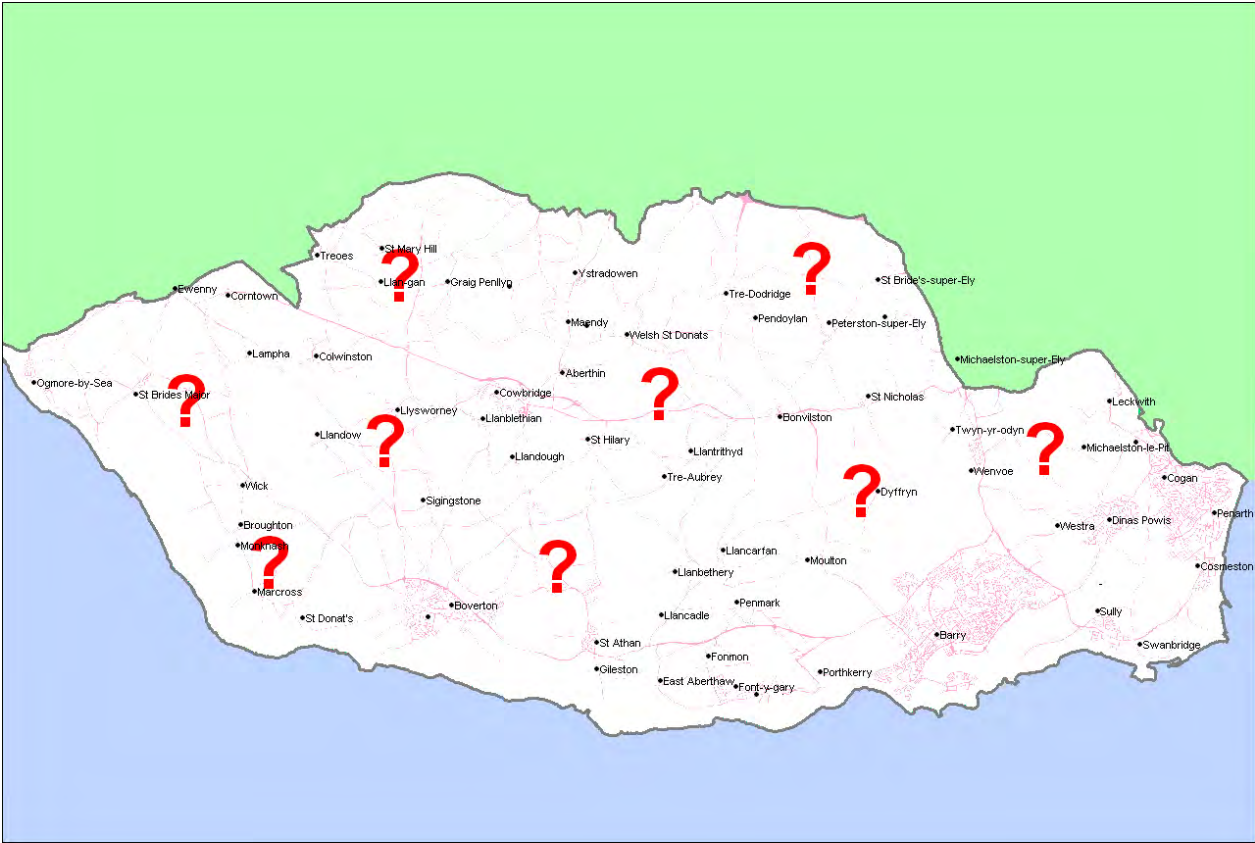 St Mary Hill
?
Treoes
Llan-gan
Graig Penllyn
Ystradowen
?
St Bride's-super-Ely
Ewenny
Corntown
Tre-Dodridge
Pendoylan
Peterston-super-Ely
Maendy
Welsh St Donats
Lampha
Colwinston
Michaelston-super-Ely
Ogmore-by-Sea
St Brides Major
?
Aberthin
?
Cowbridge
St Nicholas
Leckwith
Llysworney
Llanblethian
Bonvilston
Llandow
?
St Hilary
Twyn-yr-odyn
?
Michaelston-le-Pit
Llandough
Llantrithyd
Wenvoe
Tre-Aubrey
Cogan
Wick
Sigingstone
?
Dyffryn
Penarth
Broughton
Westra
Dinas Powis
Monknash
?
?
Llancarfan
Moulton
Llanbethery
Cosmeston
Marcross
Boverton
Penmark
St Donat's
Llancadle
Sully
St Athan
Barry
Swanbridge
Fonmon
Gileston
Porthkerry
East Aberthaw
Font-y-gary